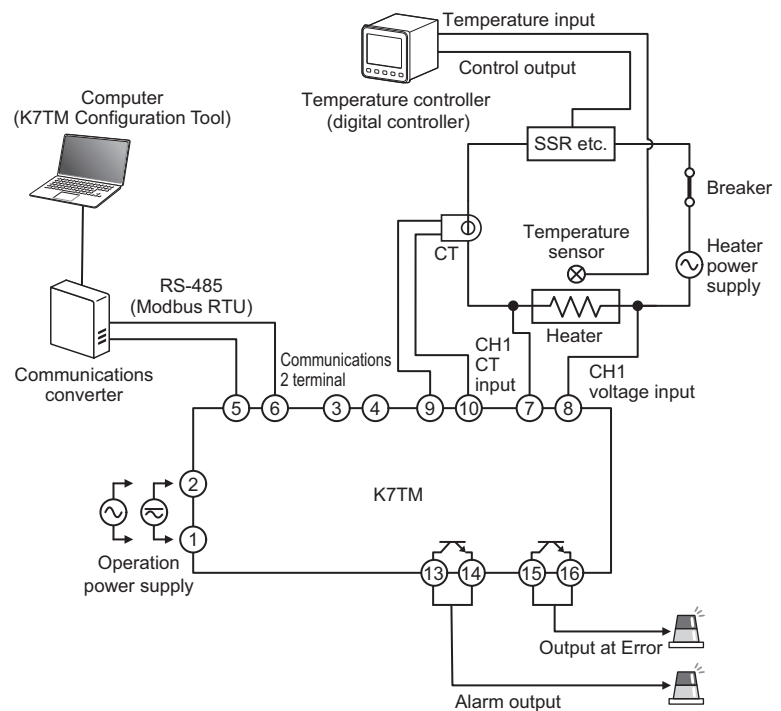 Temperature input
Control output
Temperature controller
(digital controller)
Computer
(K7TM Configuration Tool)
SSR etc.
Breaker
CT
Temperature
sensor
Heater
power
supply
RS-485
(Modbus RTU)
Heater
Communications
converter
Communications
2 terminal
CH1
CT
input
CH1
voltage input
5
6
3
4
9
10
7
8
K7TM
2
1
Operation
power supply
13
14
15
16
Output at Error
Alarm output